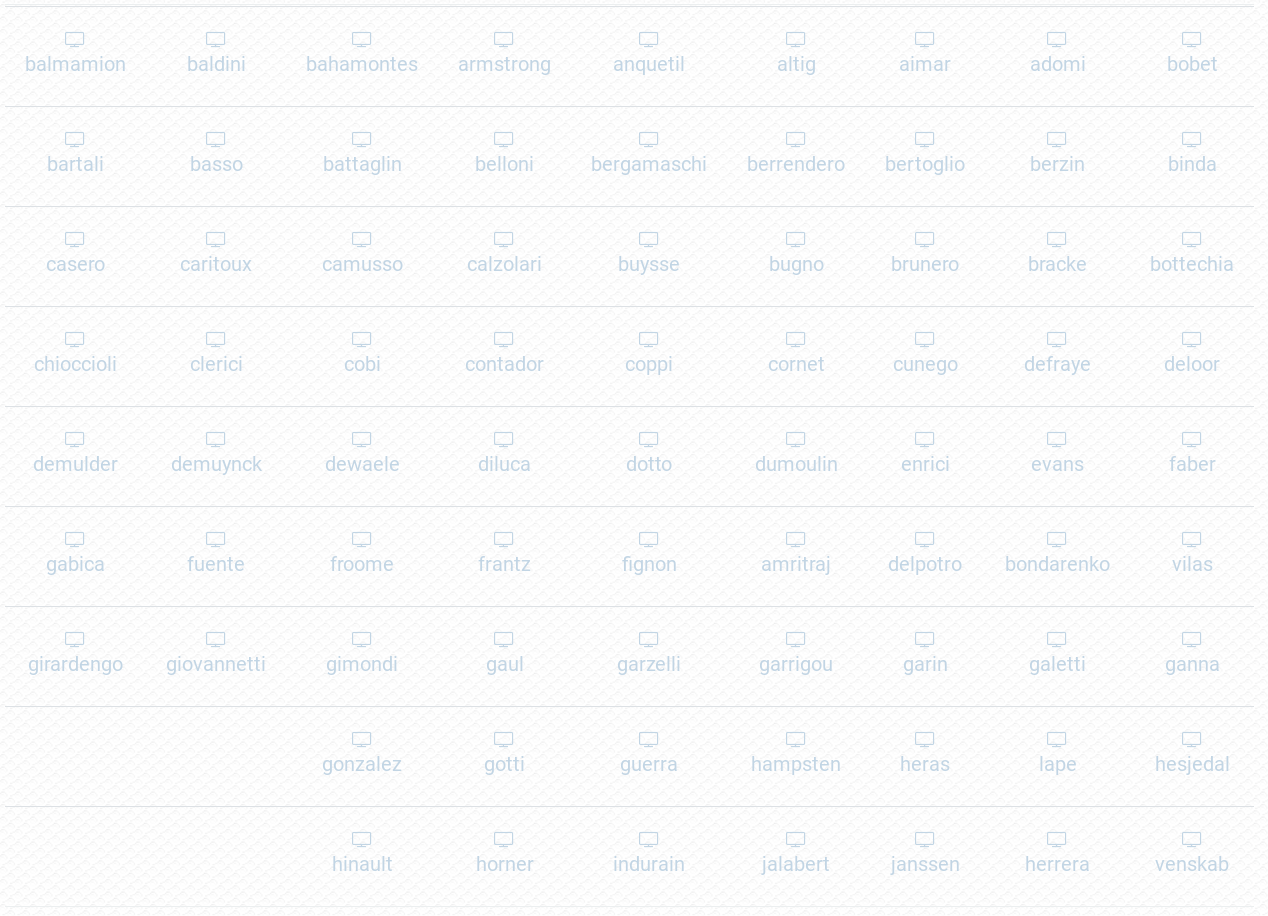 balmamion baldini bahamontes armstrong anquetil altig aimar adorni bobet
bartali basso battaglin belloni bergamaschi berrendero bertoglio berzin binda
casero caritoux camusso calzolari buysse bugno brunero bracke bottechia
chioccioli clerici cobi contador coppi cornet cunego defraye deloor
demulder demuynck dewaele diluca dotto dumoulin enrici evans faber
gabica fuente froome frantz fignon amritraj delpotro bondarenko vilas
girardengo giovannetti gimondi gaul garzelli garrigou garin galetti ganna
gonzalez gotti guerra hampsten heras lape hesjedal
hinault horner indurain jalabert janssen herrera venskab